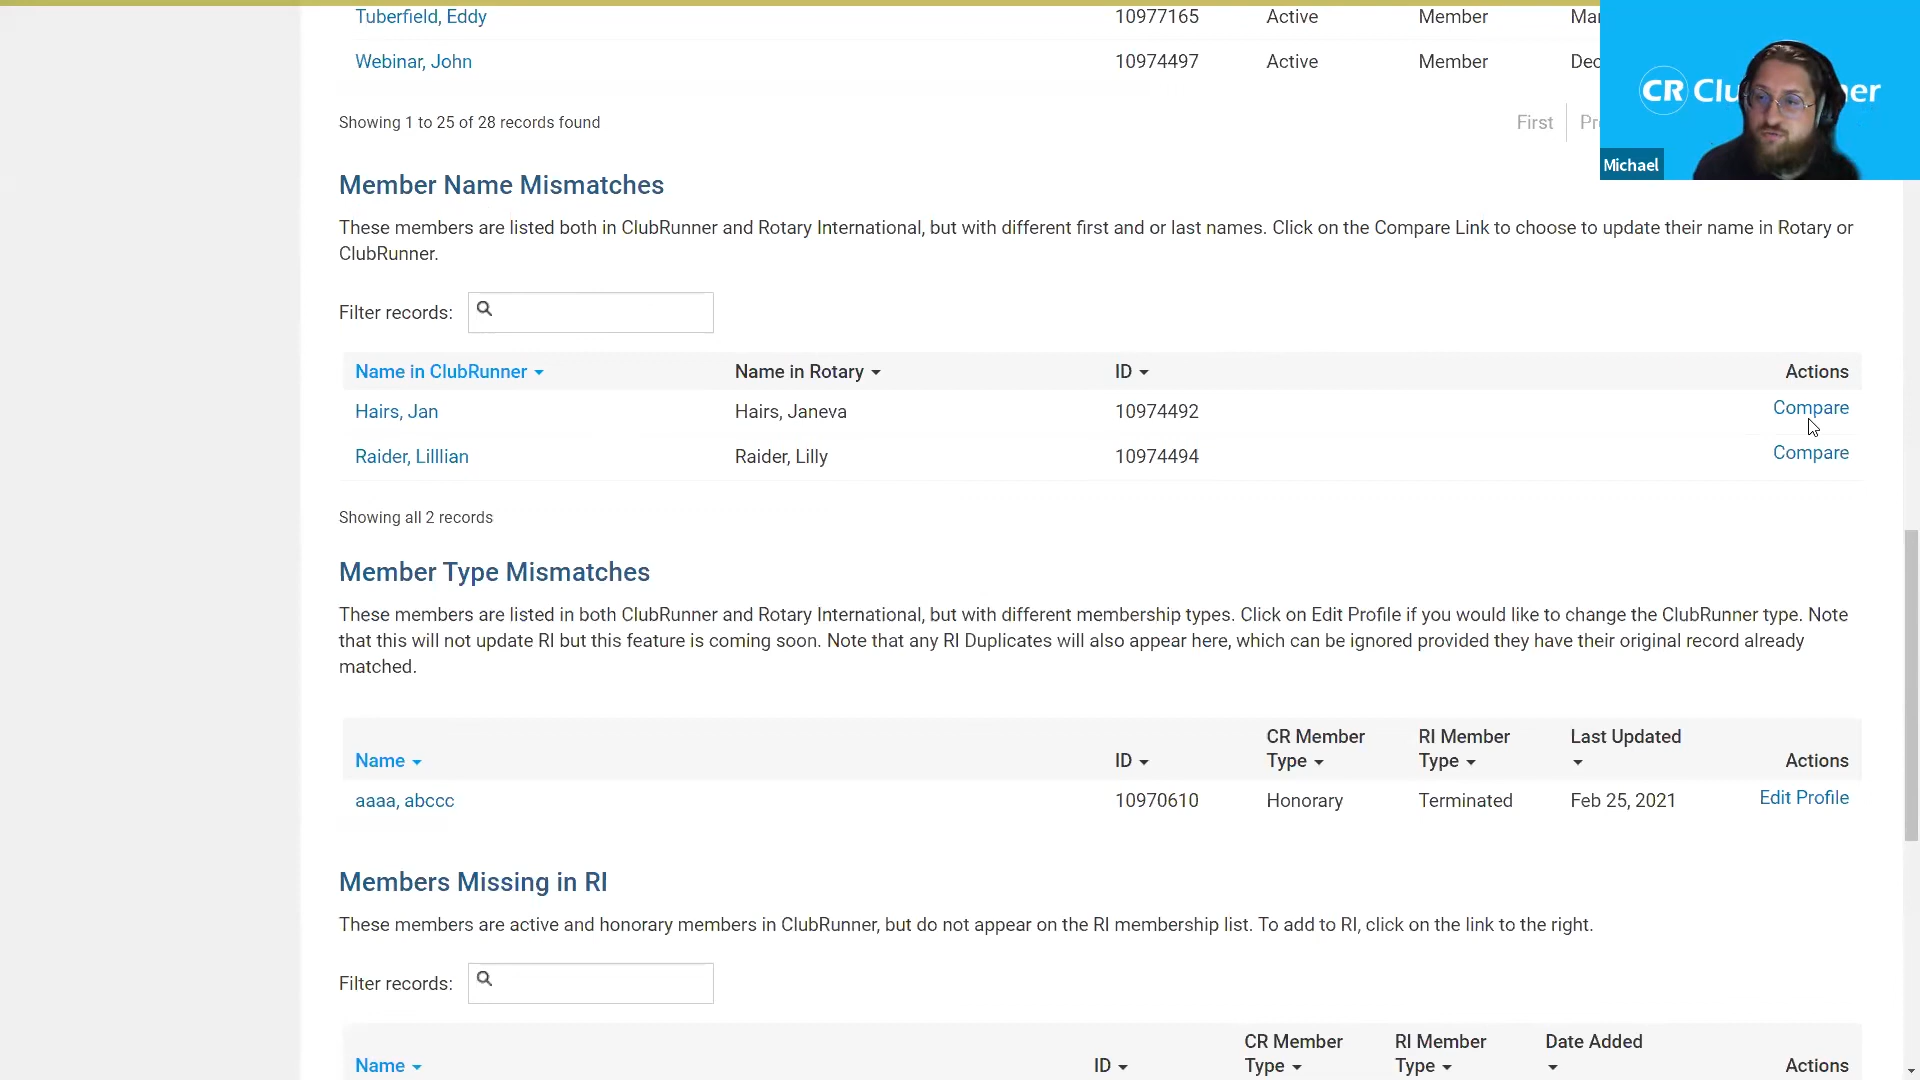 Tuberfield, Eddy 10977165 Active Member Mar
Webinar, John 10974497 Active Member Dec
Showing 1 to 25 of 28 records found First
CR Clu ner
Michael
Member Name Mismatches
These members are listed both in ClubRunner and Rotary International, but with different first and or last names. Click on the Compare Link to choose to update their name in Rotary or
ClubRunner.
Filter records:
Name in ClubRunner Name in Rotary ID Actions
Hairs, Jan Hairs, Janeva 10974492 Compare
Raider, Lilllian Raider, Lilly 10974494 Compare
Showing all 2 records
Member Type Mismatches
These members are listed in both ClubRunner and Rotary International, but with different membership types. Click on Edit Profile if you would like to change the ClubRunner type. Note
that this will not update RI but this feature is coming soon. Note that any RI Duplicates will also appear here, which can be ignored provided they have their original record already
matched.
Name ID CR Member Type RI Member Type Last Updated Actions
aaaa, abccc 10970610 Honorary Terminated Feb 25, 2021 Edit Profile
Members Missing in RI
These members are active and honorary members in ClubRunner, but do not appear on the RI membership list. To add to RI, click on the link to the right.
Filter records:
Name ID CR Member Type RI Member Type Date Added Actions